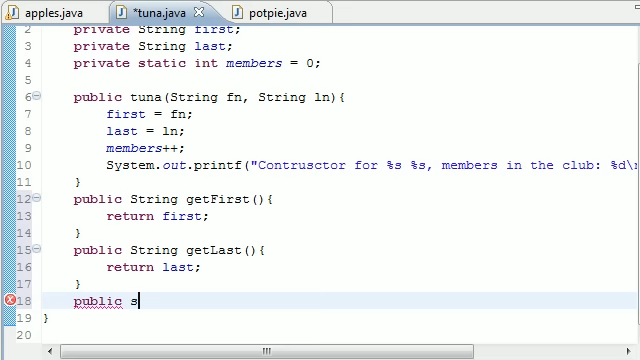 apples.java
*tuna.java
potpie.java
2 private String first;
3 private String last;
4 private static int members = 0;
5
6 public tuna(String fn, String ln){
7 first = fn;
8 last = ln;
9 members++;
10 System.out.printf("Contrusctor for %s %s, members in the club: %d\
11 }
12 public String getFirst(){
13 return first;
14 }
15 public String getLast(){
16 return last;
17 }
18 public s
19 }
20